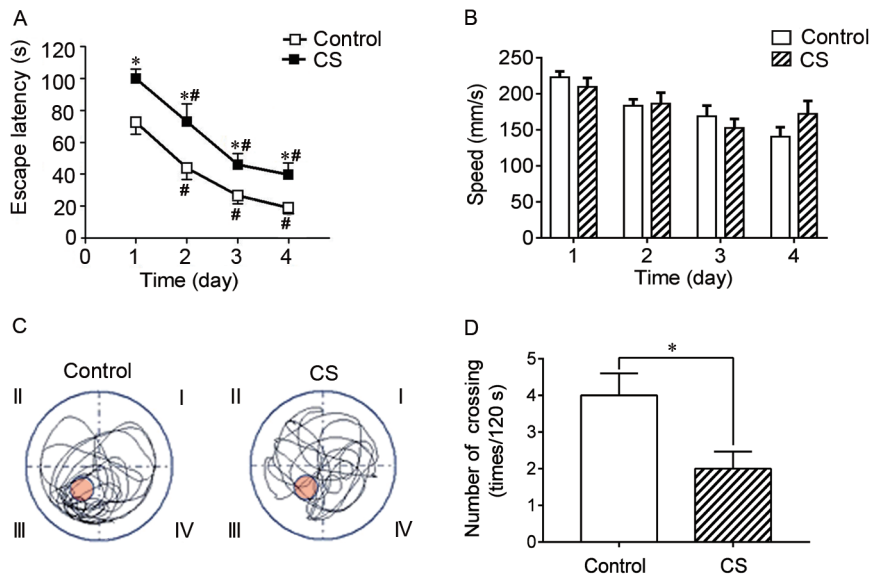 A
Escape latency (s)
120
100
80
60
40
20
0
0 1 2 3 4
Time (day)
Control
CS
*
*#
*#
*#
#
#
#
B
Speed (mm/s)
250
200
150
100
50
0
1 2 3 4
Time (day)
Control
CS
C
Control
II I
III IV
CS
II I
III IV
D
Number of crossing
(times/120 s)
5
4
3
2
1
0
*
Control CS